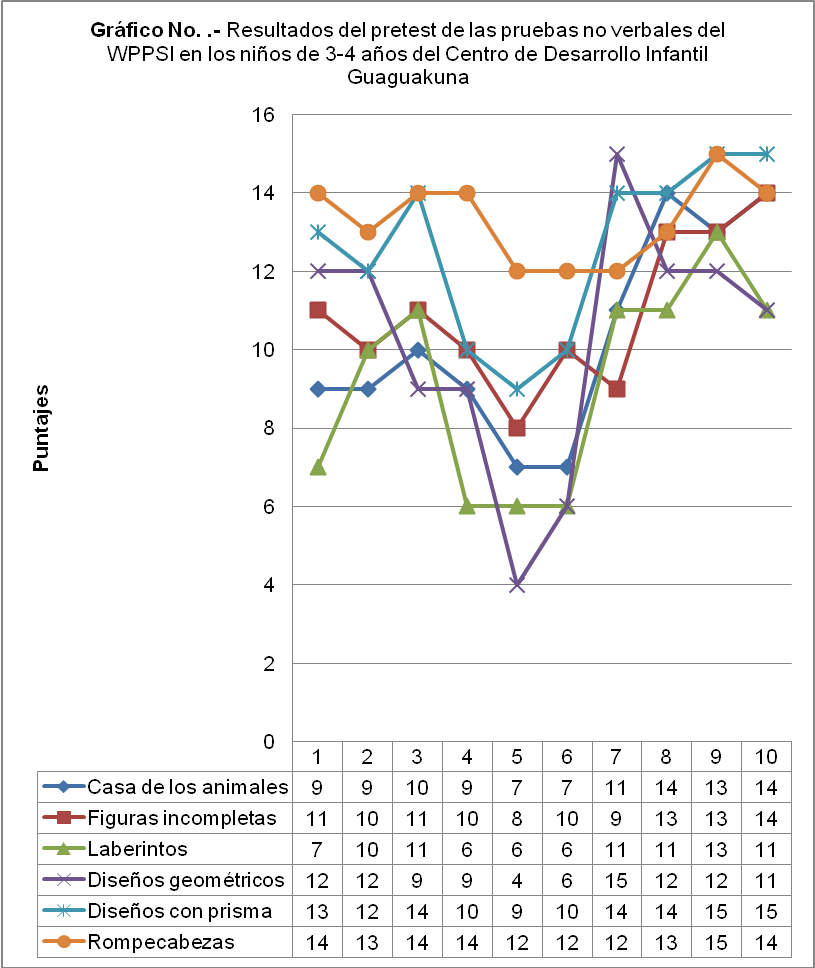 Gráfico No. .- Resultados del pretest de las pruebas no verbales del
WPPSI en los niños de 3-4 años del Centro de Desarrollo Infantil
Guaguakuna
Puntajes
16
14
12
10
8
6
4
2
0
1 2 3 4 5 6 7 8 9 10
Casa de los animales 9 9 10 9 7 7 11 14 13 14
Figuras incompletas 11 10 11 10 8 10 9 13 13 14
Laberintos 7 10 11 6 6 6 11 11 13 11
Diseños geométricos 12 12 9 9 4 6 15 12 12 11
Diseños con prisma 13 12 14 10 9 10 14 14 15 15
Rompecabezas 14 13 14 14 12 12 12 13 15 14